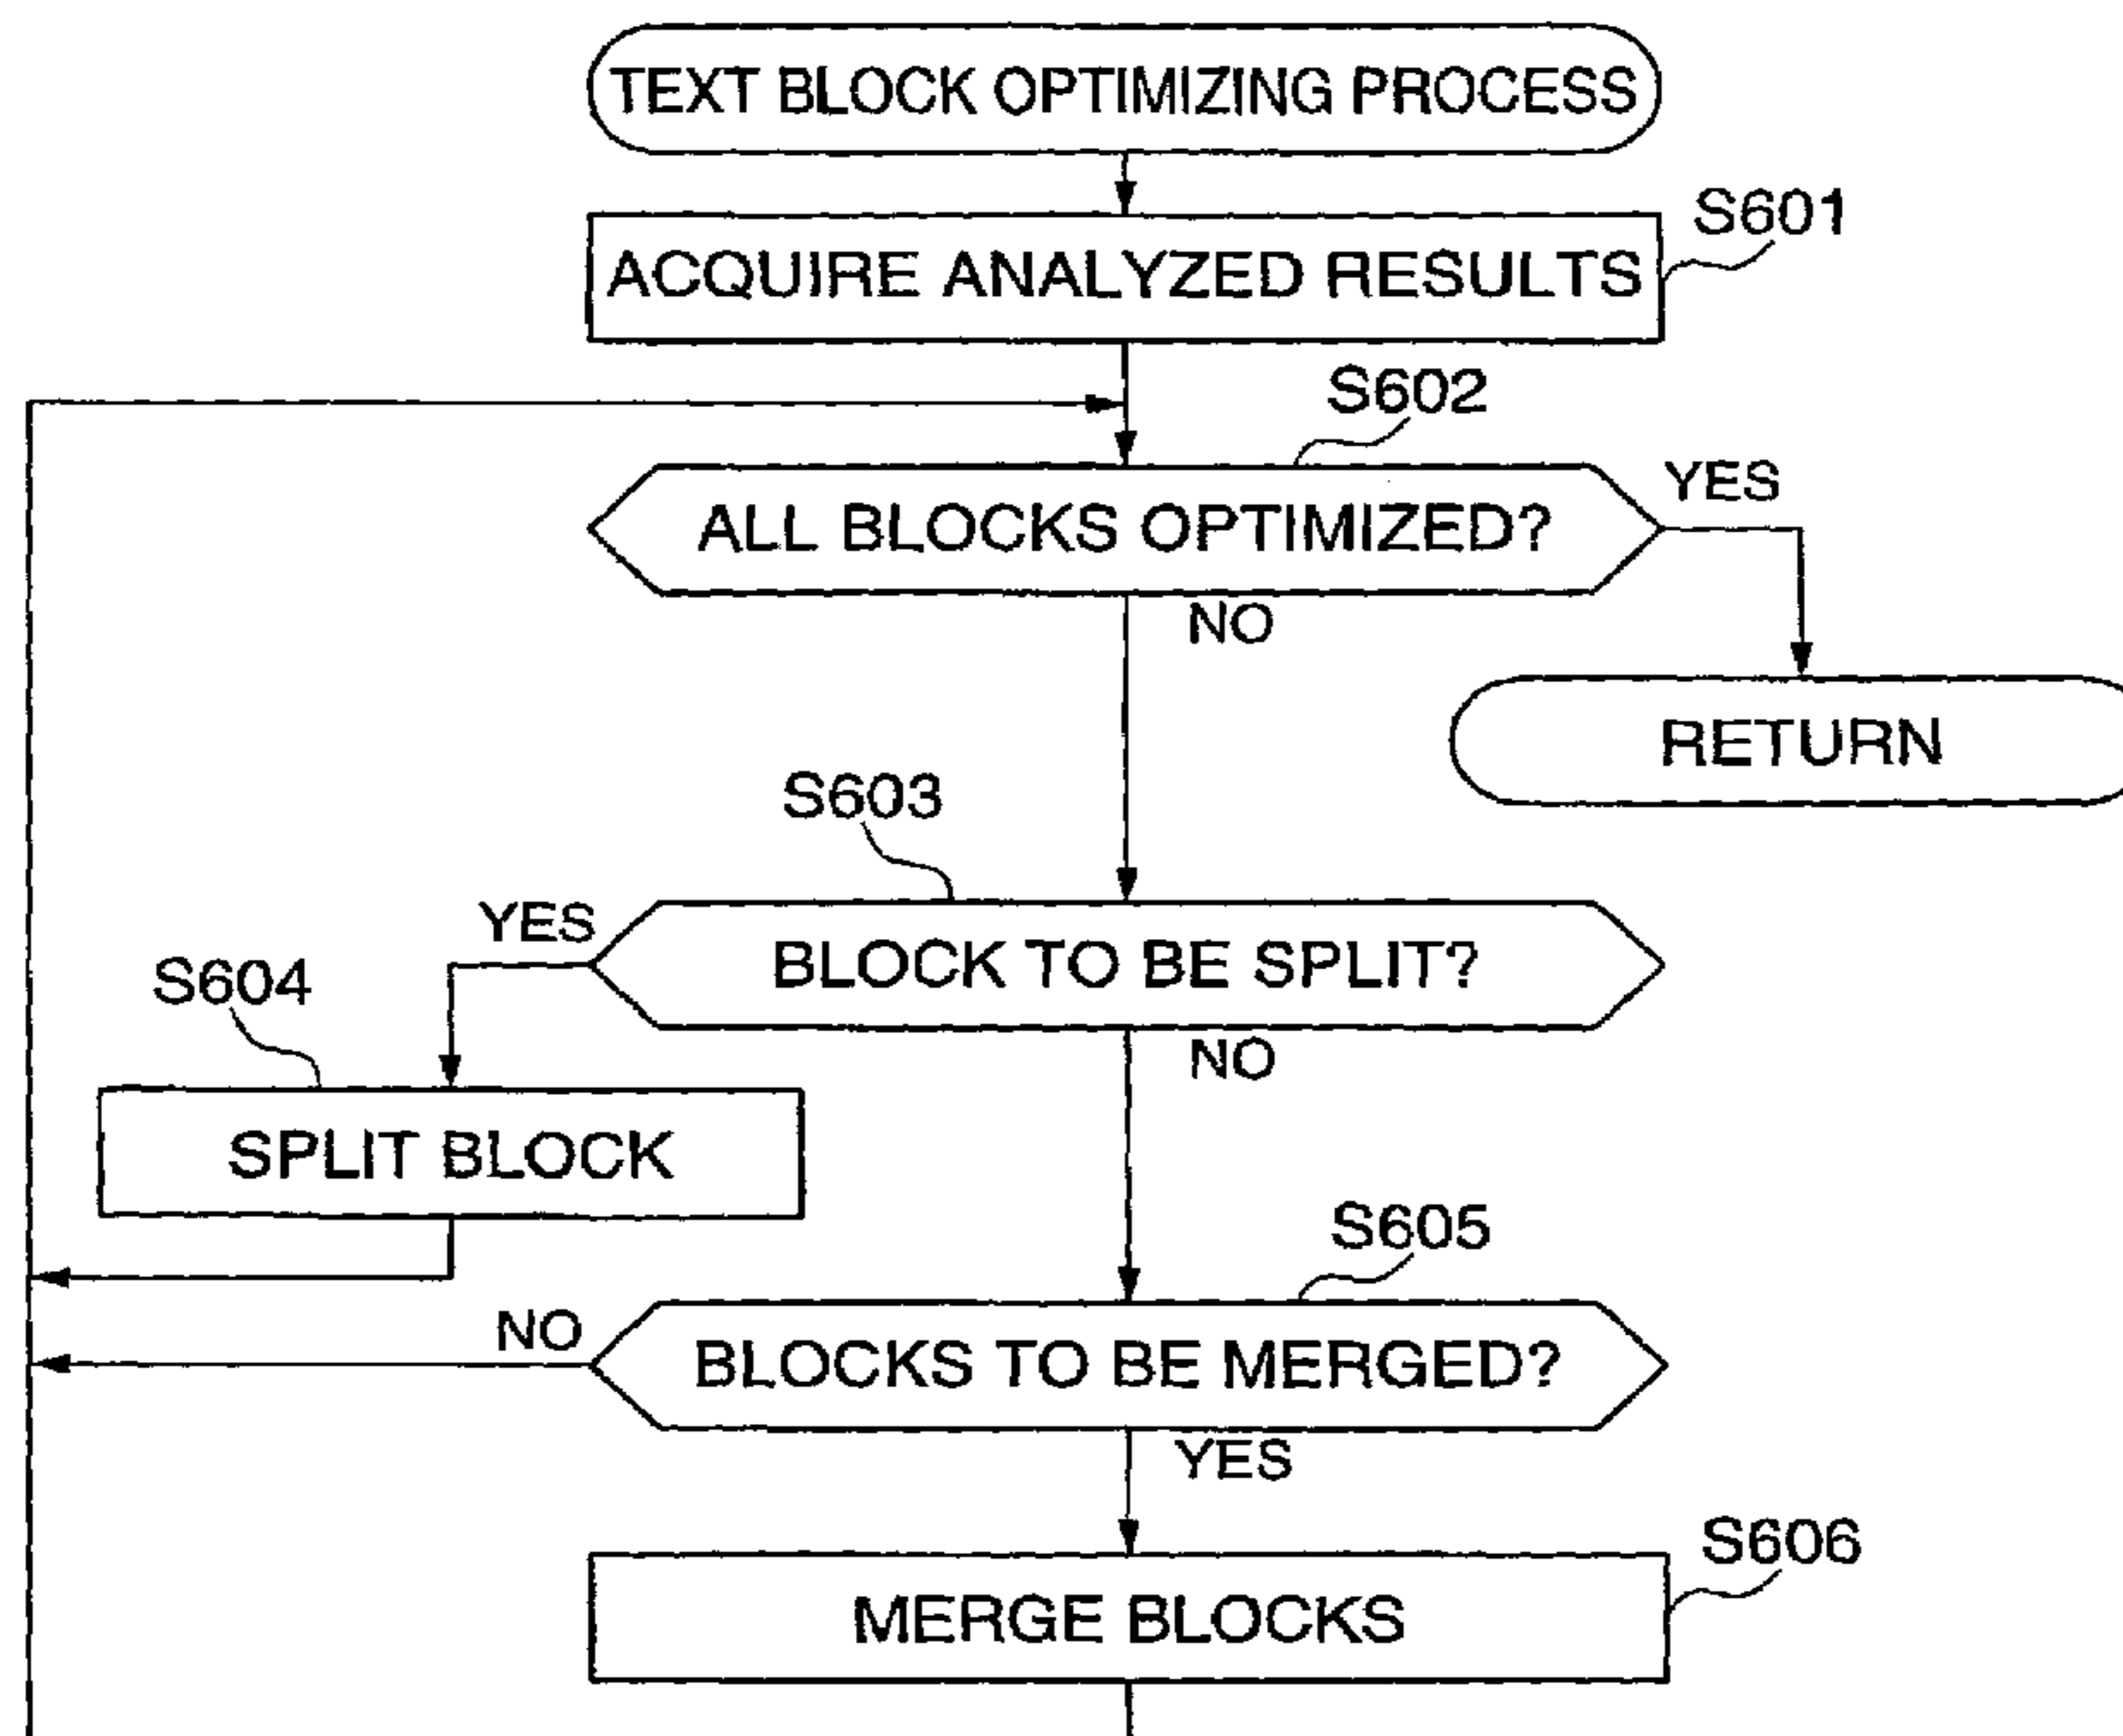 TEXT BLOCK OPTIMIZING PROCESS
S601
ACQUIRE ANALYZED RESULTS
S602
ALL BLOCKS OPTIMIZED?
YES
NO
RETURN
S603
YES
BLOCK TO BE SPLIT?
S604
NO
SPLIT BLOCK
S605
NO
BLOCKS TO BE MERGED?
YES
S606
MERGE BLOCKS